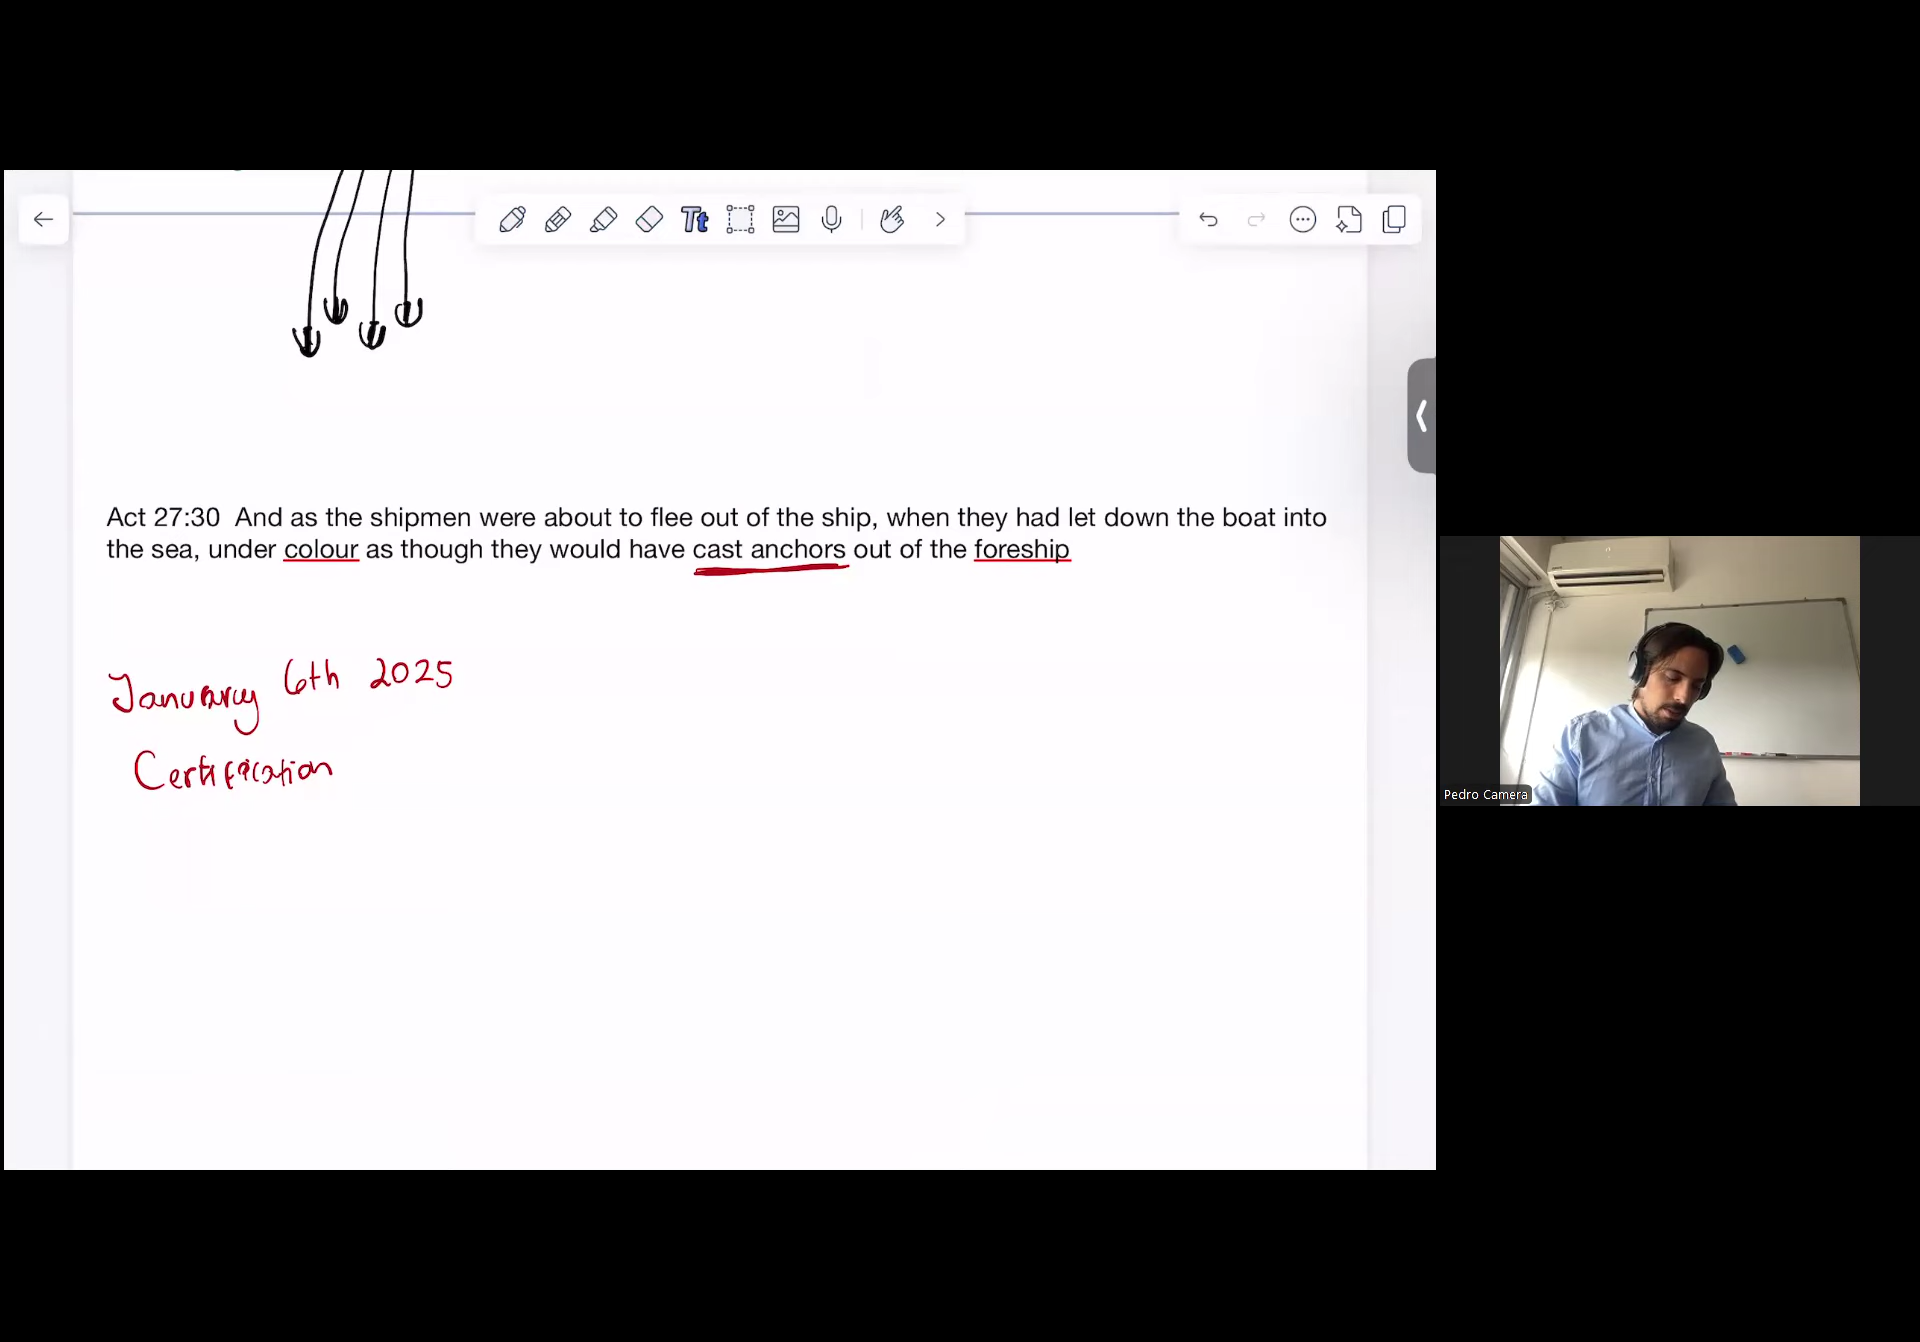 Tt
Act 27:30  And as the shipmen were about to flee out of the ship, when they had let down the boat into
the sea, under colour as though they would have cast anchors out of the foreship
January 6th 2025
Certification
Pedro Camera